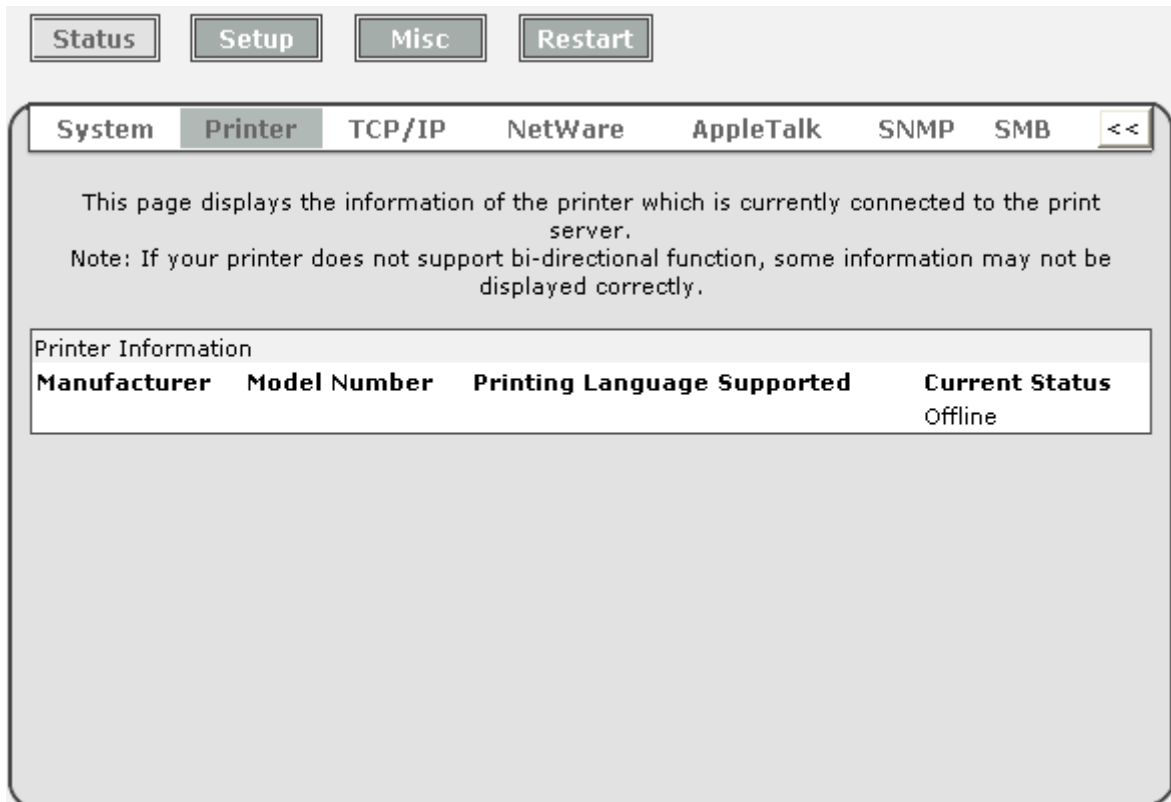 Status Setup Misc Restart
System Printer TCP/IP NetWare AppleTalk SNMP SMB <<
This page displays the information of the printer which is currently connected to the print
server.
Note: If your printer does not support bi-directional function, some information may not be
displayed correctly.
Printer Information
Manufacturer Model Number Printing Language Supported Current Status
Offline